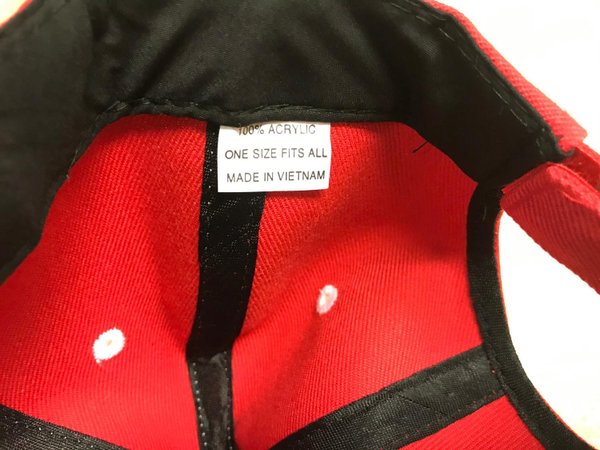 100% ACRYLIC
ONE SIZE FITS ALL
MADE IN VIETNAM